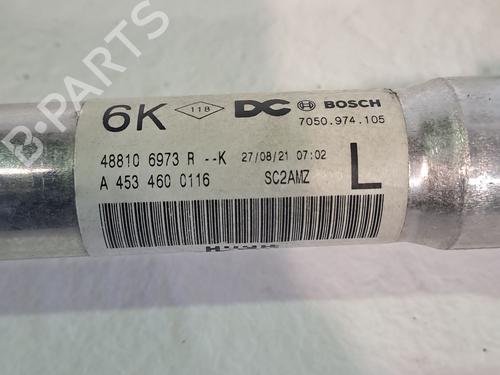 6K 118 DC BOSCH
7050.974.105
48810 6973 R --K 27/08/21 07:02
A 453 460 0116 SC2AMZ L
B-PARTS